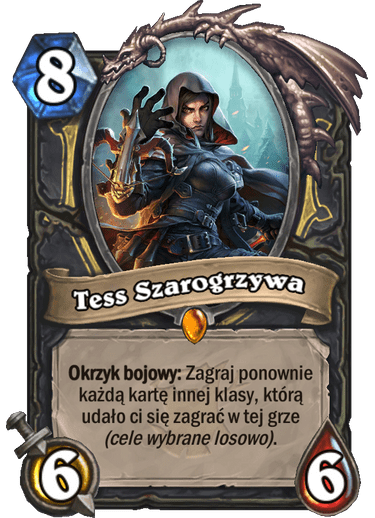 8
Tess Szarogrzywa
Okrzyk bojowy: Zagraj ponownie
każdą kartę innej klasy, którą
udało ci się zagrać w tej grze
(cele wybrane losowo).
6
6